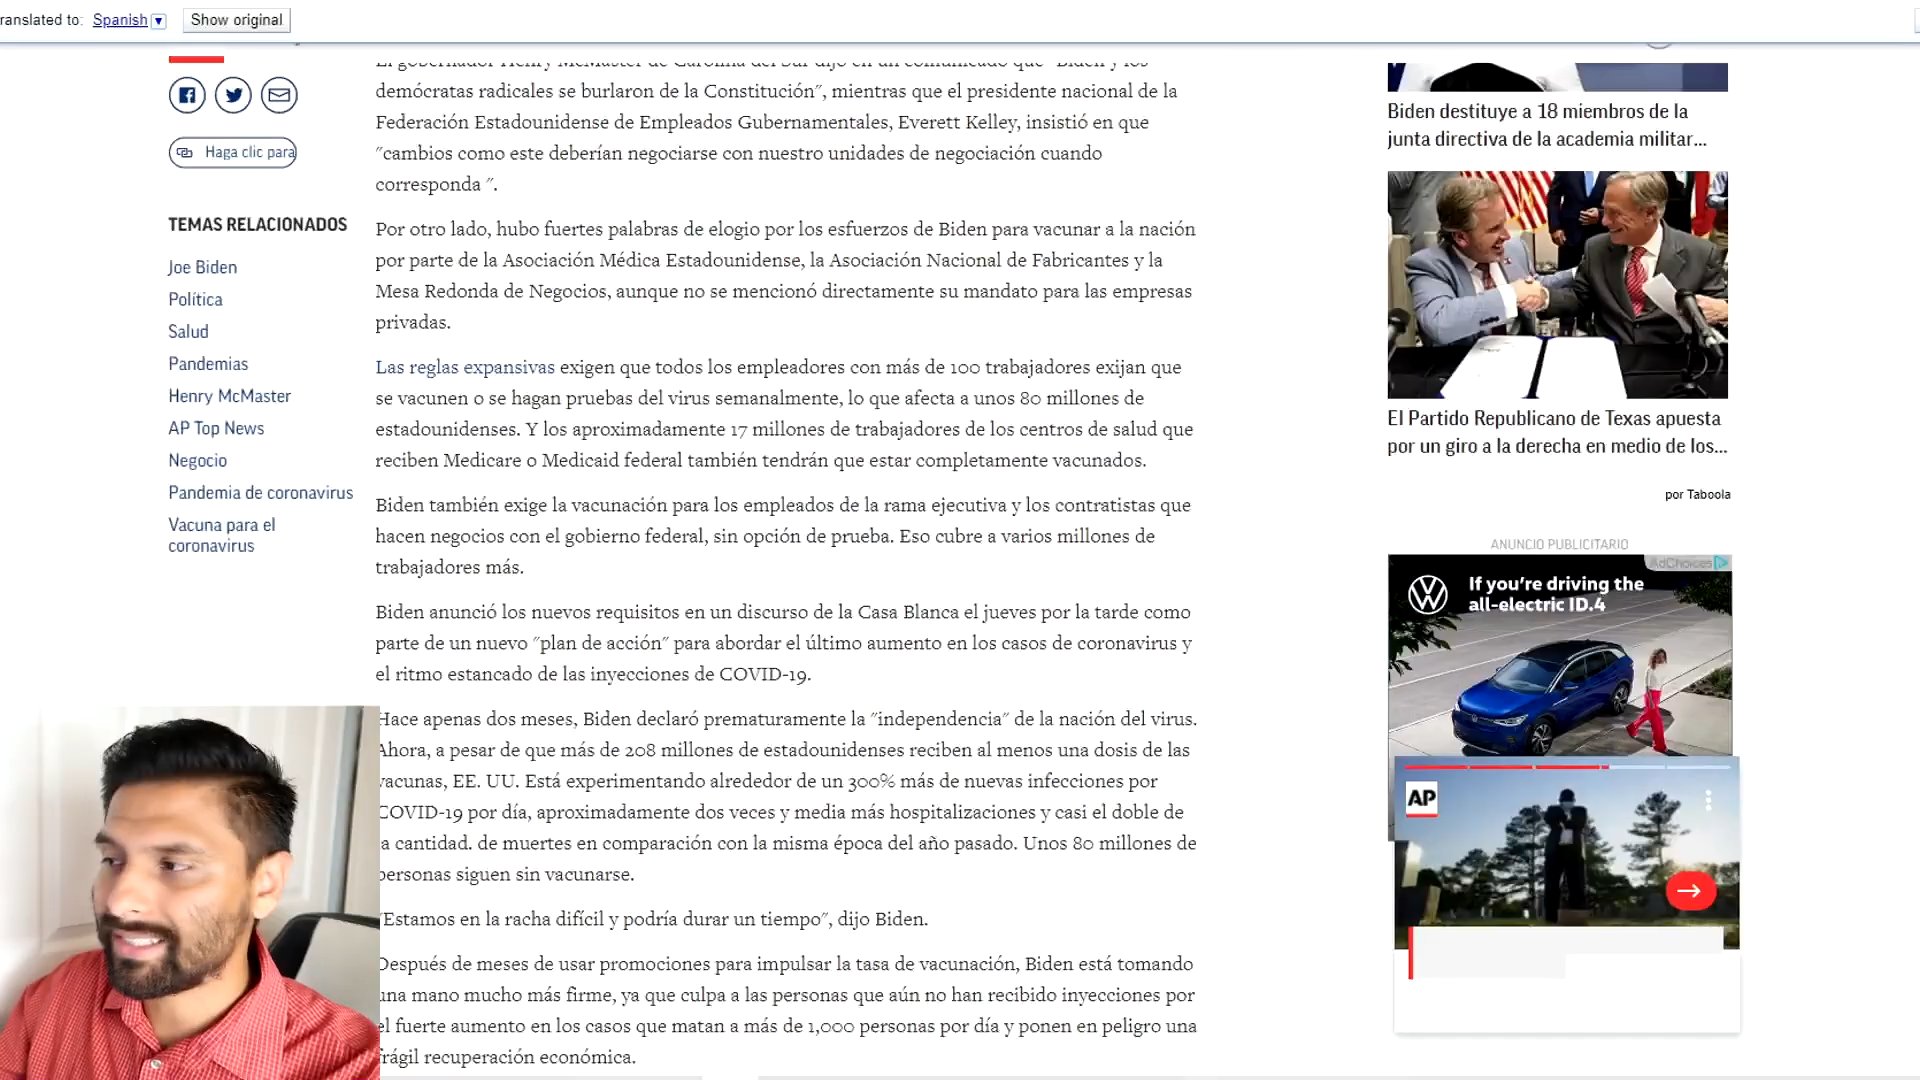 ranslated to: Spanish ▼ Show original
Haga clic para
TEMAS RELACIONADOS
Joe Biden
Política
Salud
Pandemias
Henry McMaster
AP Top News
Negocio
Pandemia de coronavirus
Vacuna para el
coronavirus
El gobernador Henry McMaster de Carolina del Sur dijo en un comunicado que "Biden y los
demócratas radicales se burlaron de la Constitución", mientras que el presidente nacional de la
Federación Estadounidense de Empleados Gubernamentales, Everett Kelley, insistió en que
"cambios como este deberían negociarse con nuestro unidades de negociación cuando
corresponda ".
Por otro lado, hubo fuertes palabras de elogio por los esfuerzos de Biden para vacunar a la nación
por parte de la Asociación Médica Estadounidense, la Asociación Nacional de Fabricantes y la
Mesa Redonda de Negocios, aunque no se mencionó directamente su mandato para las empresas
privadas.
Las reglas expansivas exigen que todos los empleadores con más de 100 trabajadores exijan que
se vacunen o se hagan pruebas del virus semanalmente, lo que afecta a unos 80 millones de
estadounidenses. Y los aproximadamente 17 millones de trabajadores de los centros de salud que
reciben Medicare o Medicaid federal también tendrán que estar completamente vacunados.
Biden también exige la vacunación para los empleados de la rama ejecutiva y los contratistas que
hacen negocios con el gobierno federal, sin opción de prueba. Eso cubre a varios millones de
trabajadores más.
Biden anunció los nuevos requisitos en un discurso de la Casa Blanca el jueves por la tarde como
parte de un nuevo "plan de acción" para abordar el último aumento en los casos de coronavirus y
el ritmo estancado de las inyecciones de COVID-19.
Hace apenas dos meses, Biden declaró prematuramente la "independencia" de la nación del virus.
Ahora, a pesar de que más de 208 millones de estadounidenses reciben al menos una dosis de las
vacunas, EE. UU. Está experimentando alrededor de un 300% más de nuevas infecciones por
COVID-19 por día, aproximadamente dos veces y media más hospitalizaciones y casi el doble de
la cantidad. de muertes en comparación con la misma época del año pasado. Unos 80 millones de
personas siguen sin vacunarse.
"Estamos en la racha difícil y podría durar un tiempo", dijo Biden.
Después de meses de usar promociones para impulsar la tasa de vacunación, Biden está tomando
una mano mucho más firme, ya que culpa a las personas que aún no han recibido inyecciones por
el fuerte aumento en los casos que matan a más de 1,000 personas por día y ponen en peligro una
frágil recuperación económica.
Biden destituye a 18 miembros de la
junta directiva de la academia militar...
El Partido Republicano de Texas apuesta
por un giro a la derecha en medio de los...
por Taboola
ANUNCIO PUBLICITARIO
AdChoices
If you're driving the
all-electric ID.4
AP